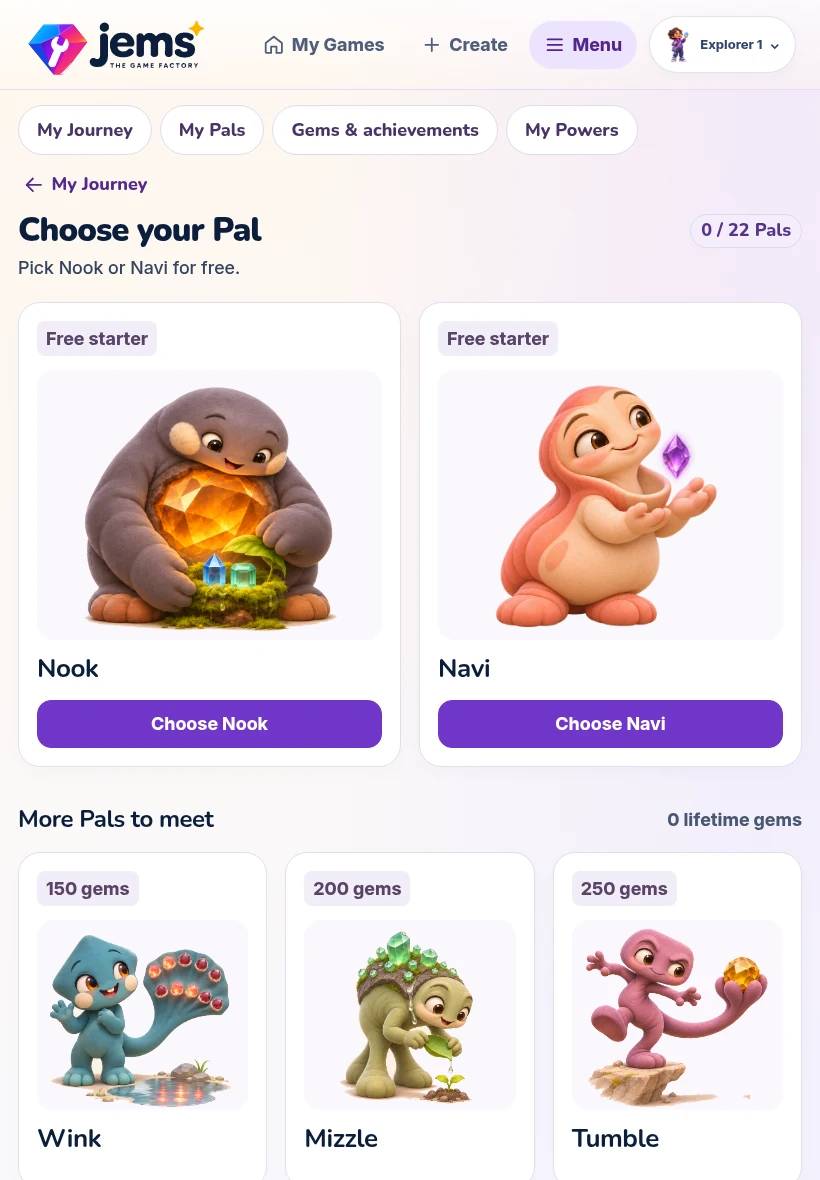 jems
THE GAME FACTORY
My Games
Create
Menu
Explorer 1
My Journey
My Pals
Gems & achievements
My Powers
My Journey
Choose your Pal
0 / 22 Pals
Pick Nook or Navi for free.
Free starter
Free starter
Nook
Navi
Choose Nook
Choose Navi
More Pals to meet
0 lifetime gems
150 gems
200 gems
250 gems
Wink
Mizzle
Tumble